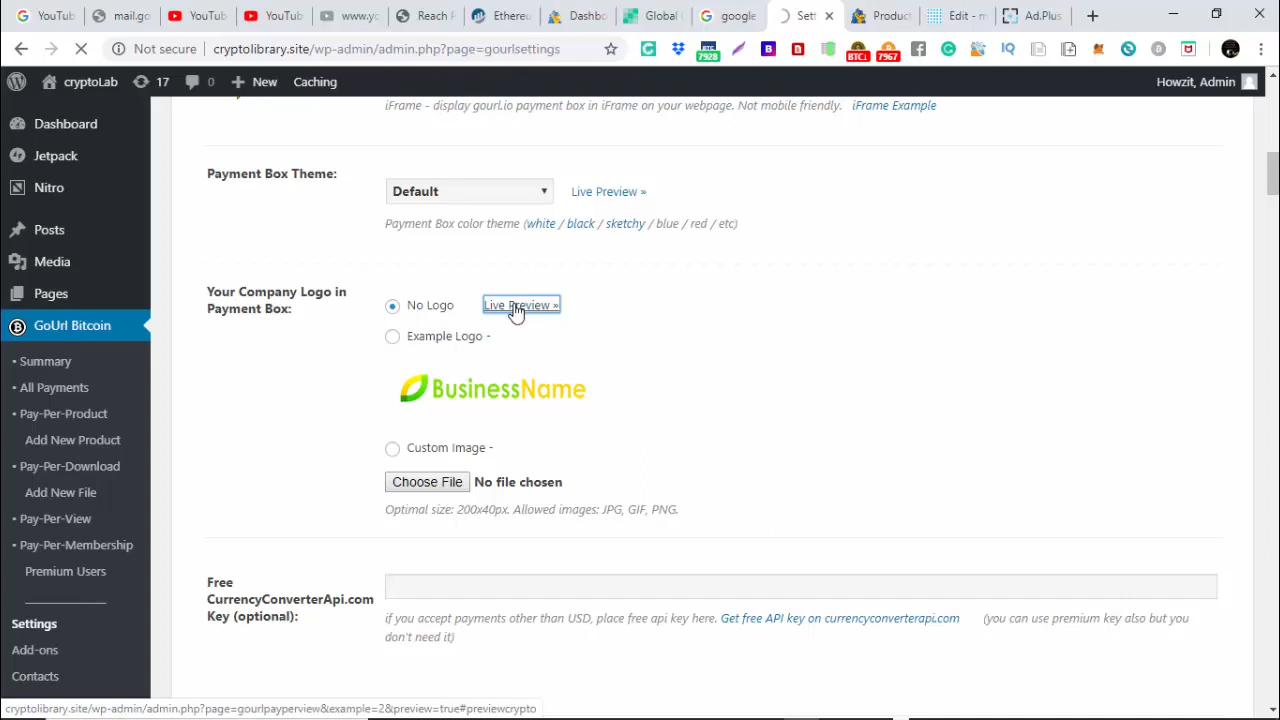 YouTub
mail.go
YouTub
YouTub
www.yo
Reach P
Ethereu
Dashbo
Global (
google
Sett
Product
Edit - m
Ad.Plus
Not secure
cryptolibrary.site/wp-admin/admin.php?page=gourlsettings
7928
7967
cryptoLab
17
0
New
Caching
Howzit, Admin
iFrame - display gourl.io payment box in iFrame on your webpage. Not mobile friendly. iFrame Example
Dashboard
Jetpack
Nitro
Posts
Media
Pages
GoUrl Bitcoin
• Summary
• All Payments
• Pay-Per-Product
Add New Product
• Pay-Per-Download
Add New File
• Pay-Per-View
• Pay-Per-Membership
Premium Users
Settings
Add-ons
Contacts
Payment Box Theme:
Default
Live Preview »
Payment Box color theme (white / black / sketchy / blue / red / etc)
Your Company Logo in
Payment Box:
No Logo
Live Preview »
Example Logo -
BusinessName
Custom Image -
Choose File No file chosen
Optimal size: 200x40px. Allowed images: JPG, GIF, PNG.
Free
CurrencyConverterApi.com
Key (optional):
if you accept payments other than USD, place free api key here. Get free API key on currencyconverterapi.com (you can use premium key also but you
don't need it)
cryptolibrary.site/wp-admin/admin.php?page=gourlpayperview&example=2&preview=true#previewcrypto